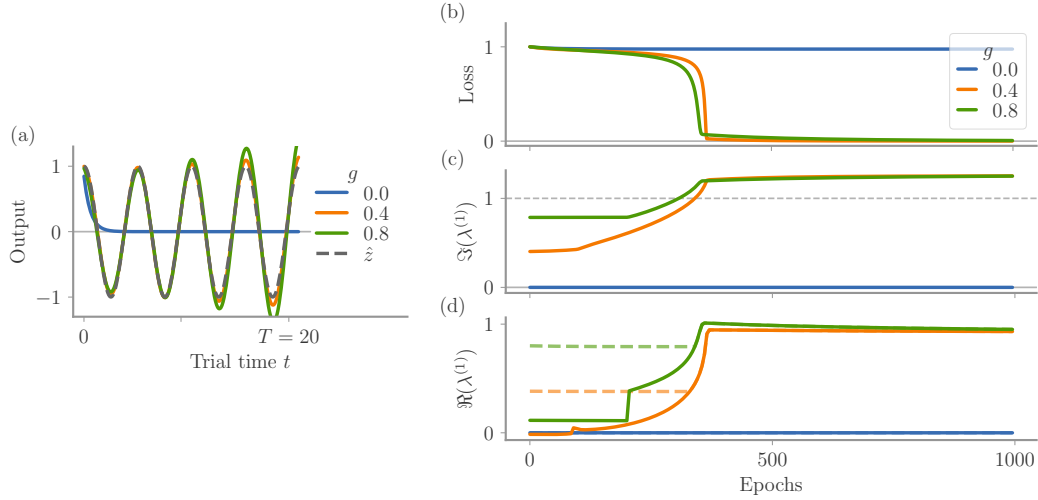 (a)
1
0
−1
Output
T = 20
Trial time t
g
0.0
0.4
0.8
ẑ
(b)
1
0
Loss
g
0.0
0.4
0.8
(c)
1
0
ℑ(λ⁽¹⁾)
(d)
1
0
ℜ(λ⁽¹⁾)
0
500
1000
Epochs